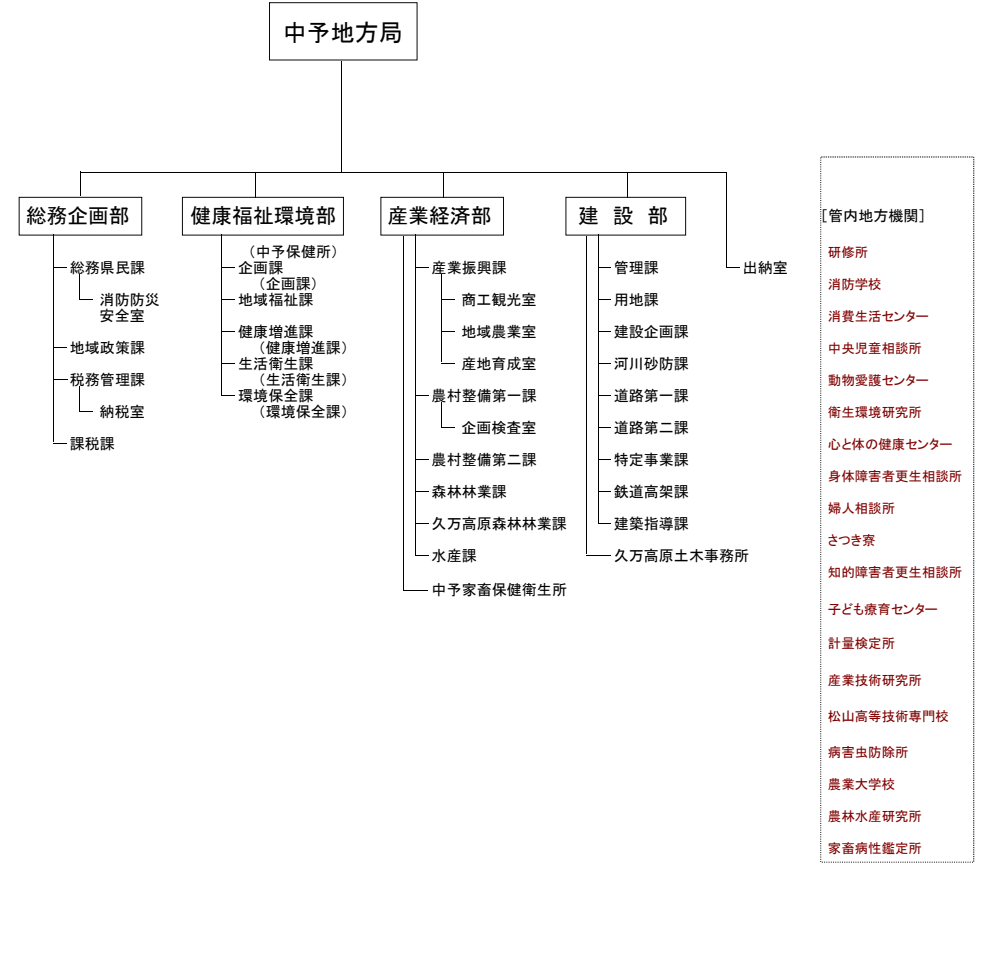 中予地方局
総務企画部
総務県民課
消防防災
安全室
地域政策課
税務管理課
納税室
課税課
健康福祉環境部
（中予保健所）
企画課
（企画課）
地域福祉課
健康増進課
（健康増進課）
生活衛生課
（生活衛生課）
環境保全課
（環境保全課）
産業経済部
産業振興課
商工観光室
地域農業室
産地育成室
農村整備第一課
企画検査室
農村整備第二課
森林林業課
久万高原森林林業課
水産課
中予家畜保健衛生所
建　設　部
管理課
用地課
建設企画課
河川砂防課
道路第一課
道路第二課
特定事業課
鉄道高架課
建築指導課
久万高原土木事務所
出納室
［管内地方機関］
研修所
消防学校
消費生活センター
中央児童相談所
動物愛護センター
衛生環境研究所
心と体の健康センター
身体障害者更生相談所
婦人相談所
さつき寮
知的障害者更生相談所
子ども療育センター
計量検定所
産業技術研究所
松山高等技術専門校
病害虫防除所
農業大学校
農林水産研究所
家畜病性鑑定所